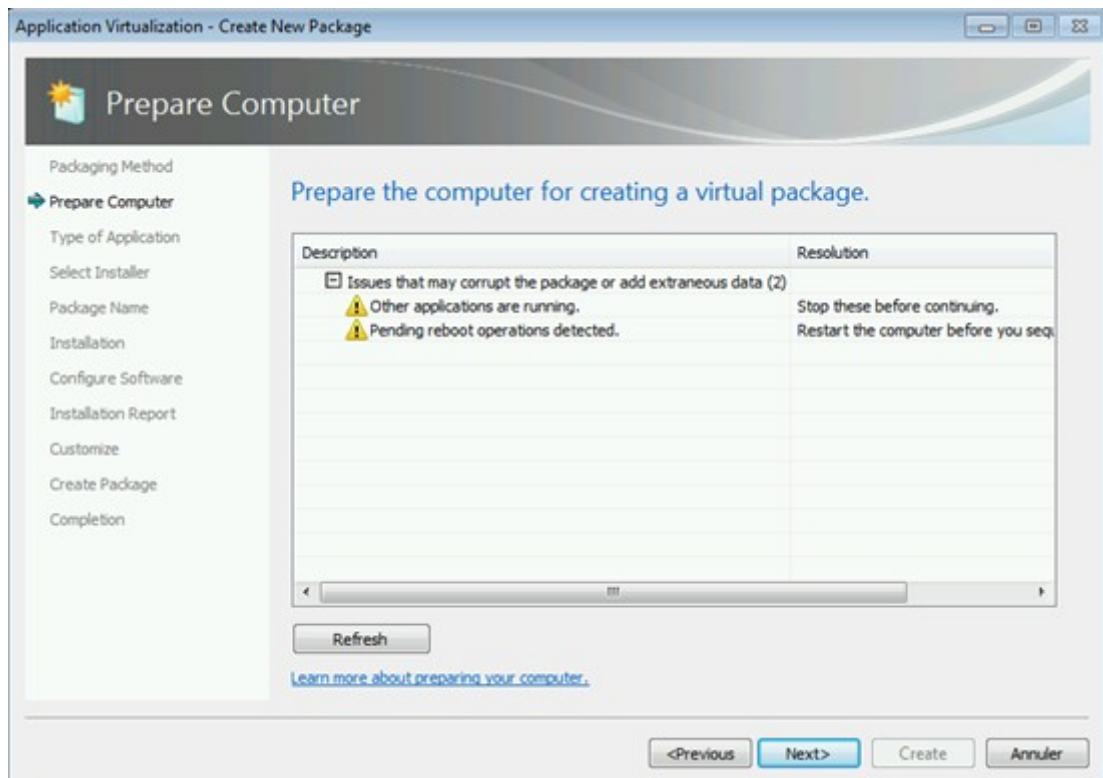 Application Virtualization - Create New Package
Prepare Computer
Packaging Method
Prepare Computer
Type of Application
Select Installer
Package Name
Installation
Configure Software
Installation Report
Customize
Create Package
Completion
Prepare the computer for creating a virtual package.
Description Resolution
Issues that may corrupt the package or add extraneous data (2)
Other applications are running. Stop these before continuing.
Pending reboot operations detected. Restart the computer before you sequ
Refresh
Learn more about preparing your computer.
<Previous Next> Create Annuler